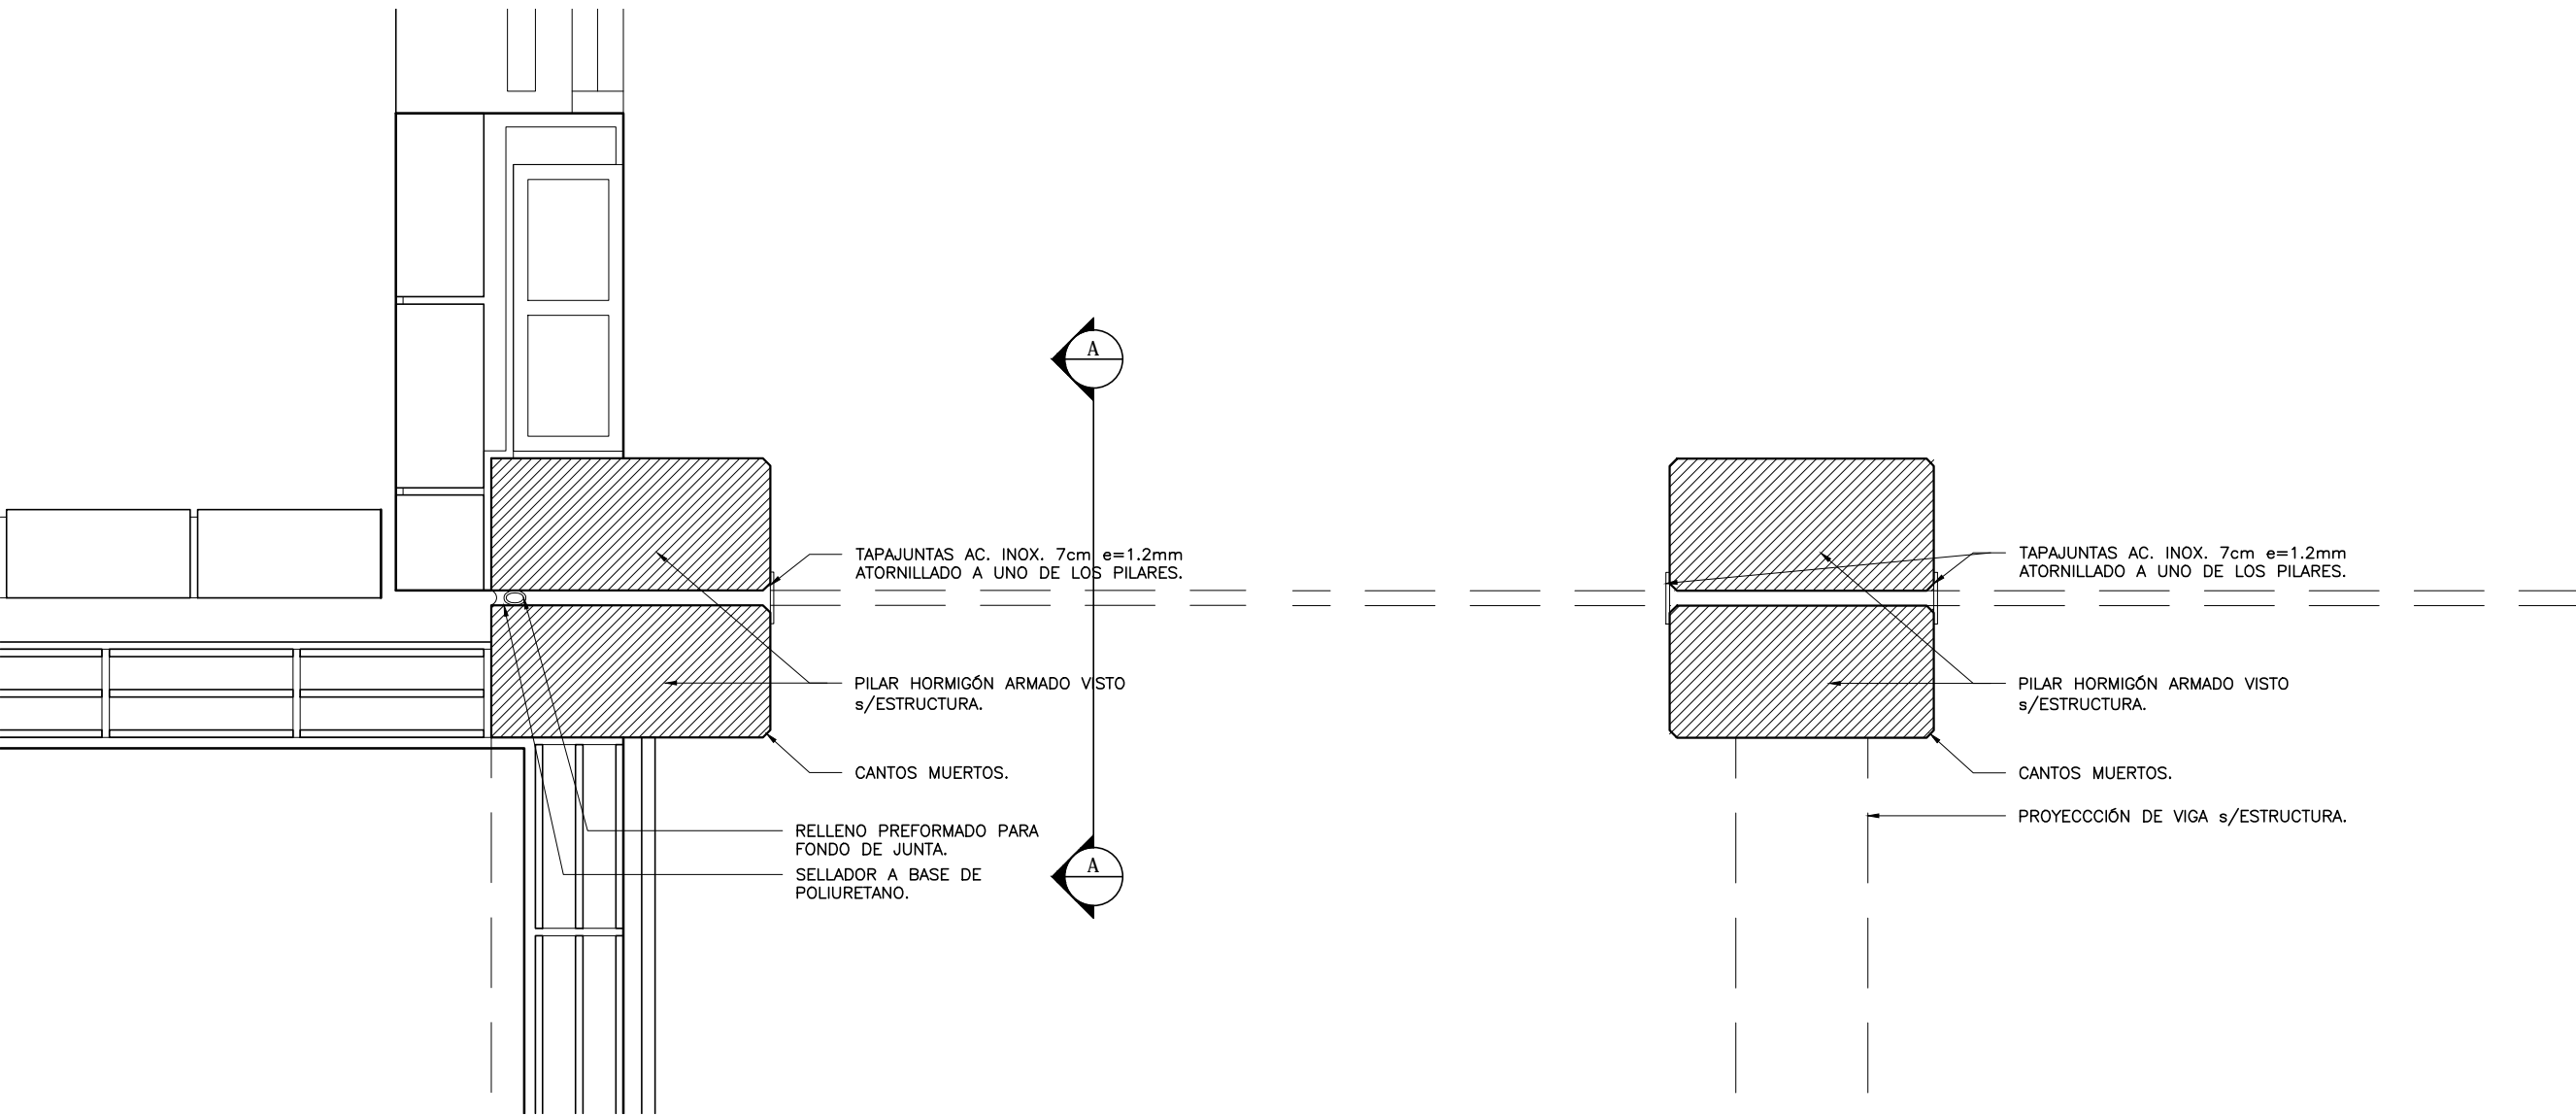 A
TAPAJUNTAS AC. INOX. 7cm e=1.2mm
ATORNILLADO A UNO DE LOS PILARES.
PILAR HORMIGÓN ARMADO VISTO
s/ESTRUCTURA.
CANTOS MUERTOS.
RELLENO PREFORMADO PARA
FONDO DE JUNTA.
SELLADOR A BASE DE
POLIURETANO.
A
TAPAJUNTAS AC. INOX. 7cm e=1.2mm
ATORNILLADO A UNO DE LOS PILARES.
PILAR HORMIGÓN ARMADO VISTO
s/ESTRUCTURA.
CANTOS MUERTOS.
PROYECCCIÓN DE VIGA s/ESTRUCTURA.